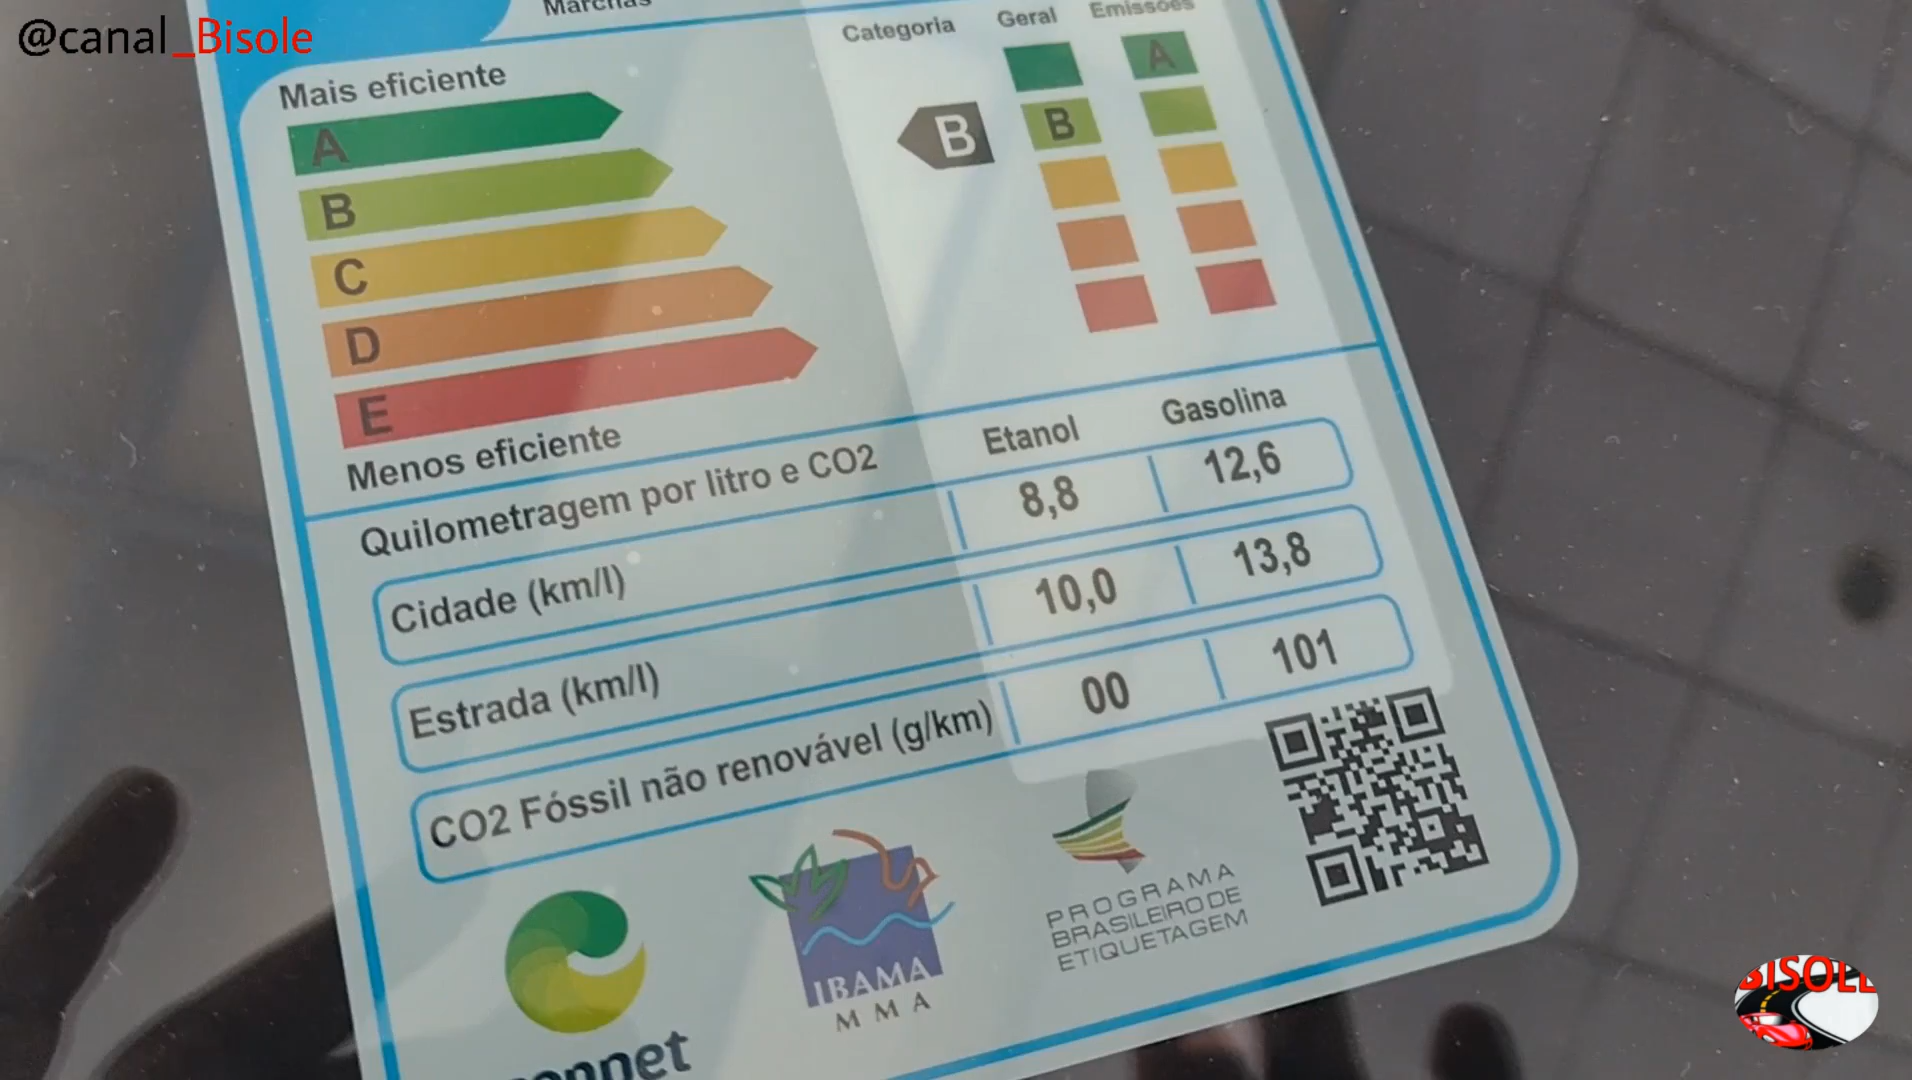 @canal_Bisole
Marchas
Categoria Geral Emissões
Mais eficiente
A
B
C
D
E
Menos eficiente
B
B
A
Quilometragem por litro e CO2 Etanol Gasolina
Cidade (km/l) 8,8 12,6
Estrada (km/l) 10,0 13,8
CO2 Fóssil não renovável (g/km) 00 101
IBAMA
MMA
PROGRAMA
BRASILEIRO DE
ETIQUETAGEM
BISOLE